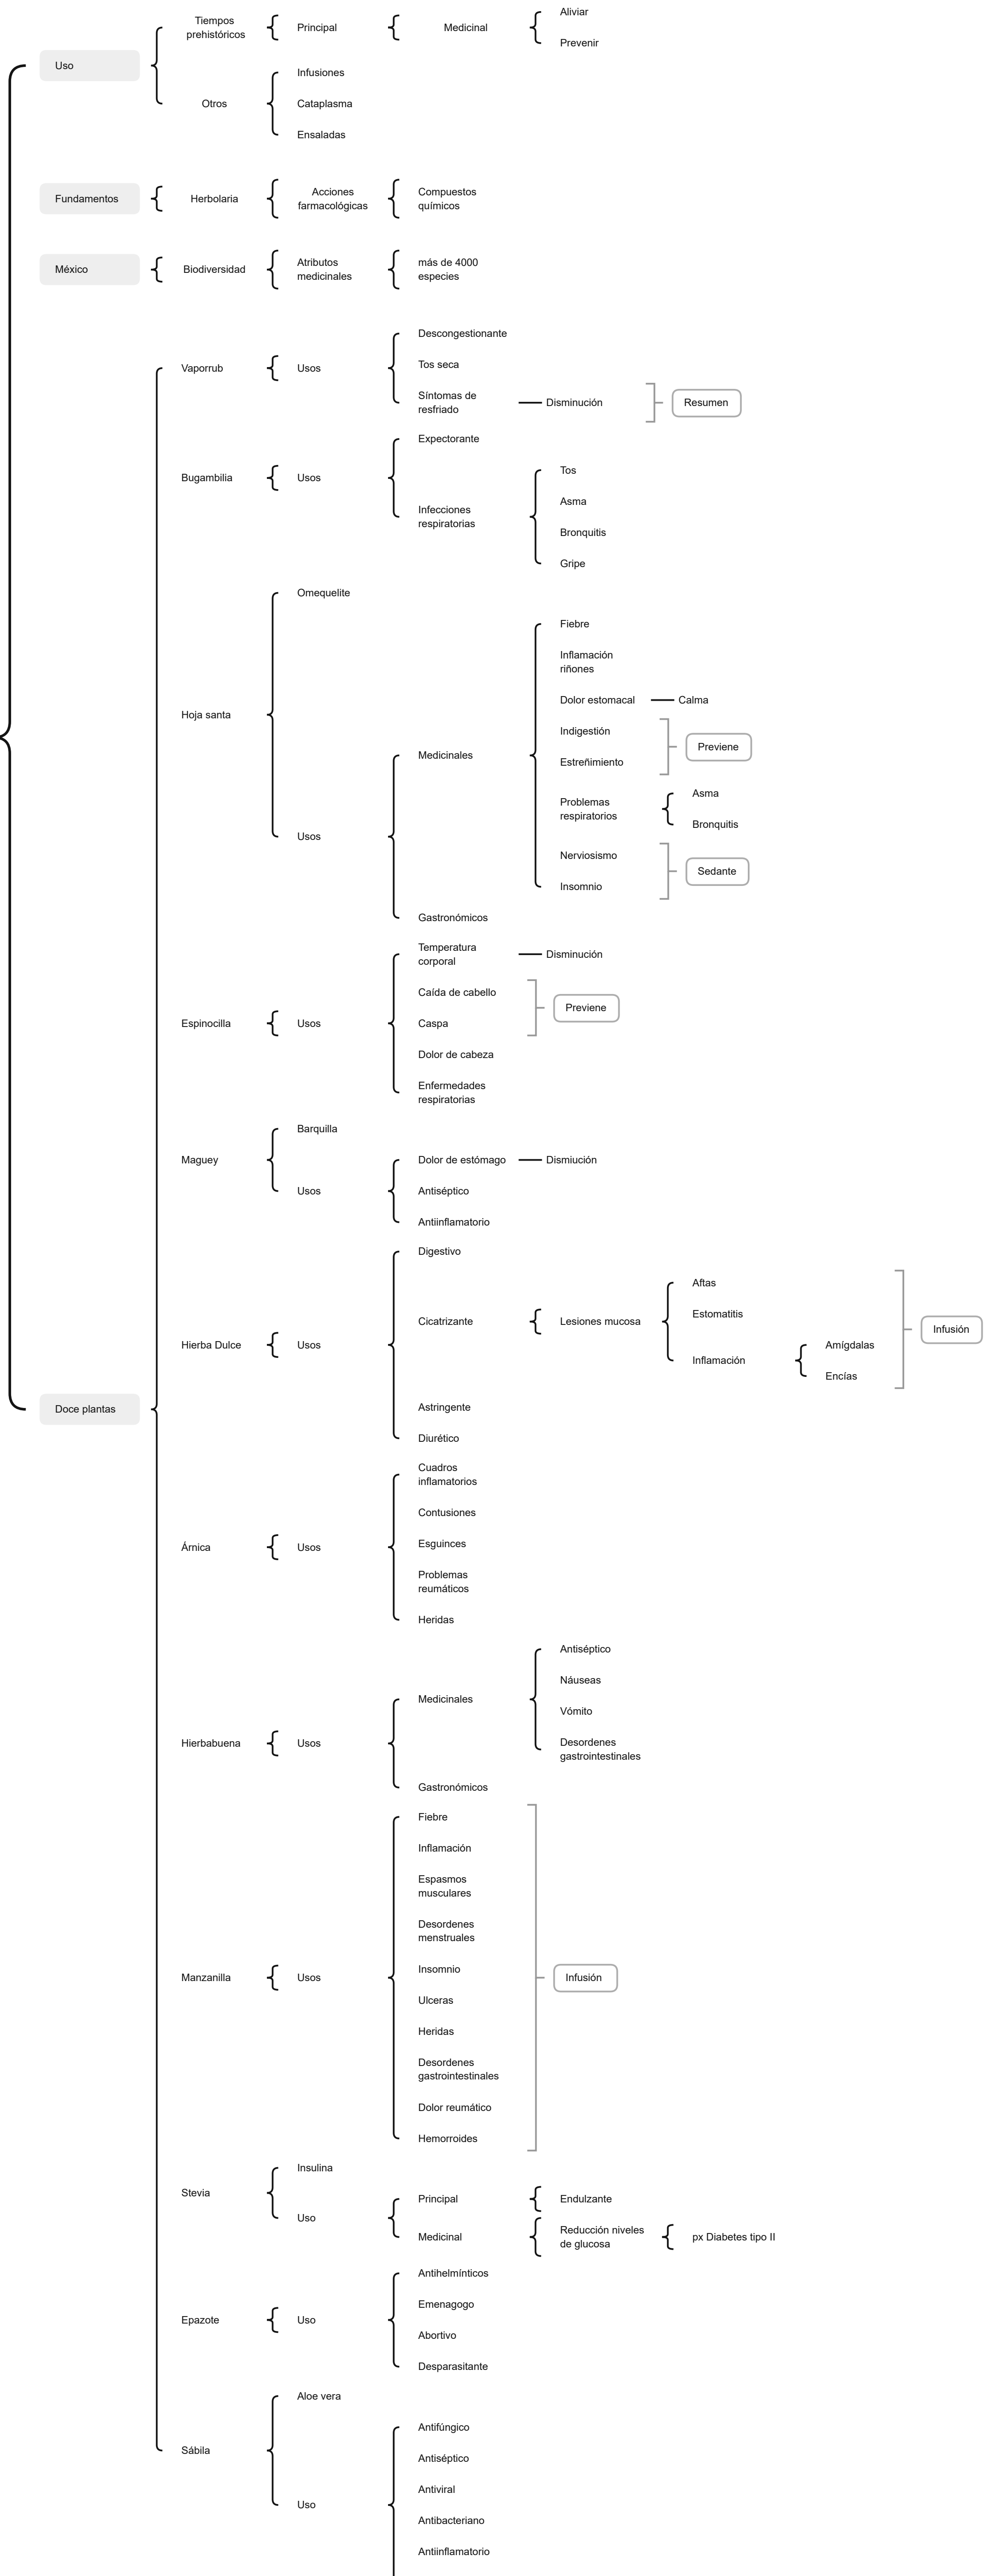 Uso
Tiempos
prehistóricos
Principal
Medicinal
Aliviar
Prevenir
Otros
Infusiones
Cataplasma
Ensaladas
Fundamentos
Herbolaria
Acciones
farmacológicas
Compuestos
químicos
México
Biodiversidad
Atributos
medicinales
más de 4000
especies
Doce plantas
Vaporrub
Usos
Descongestionante
Tos seca
Síntomas de
resfriado
Disminución
Resumen
Bugambilia
Usos
Expectorante
Infecciones
respiratorias
Tos
Asma
Bronquitis
Gripe
Hoja santa
Omequelite
Usos
Medicinales
Fiebre
Inflamación
riñones
Dolor estomacal
Calma
Indigestión
Estreñimiento
Previene
Problemas
respiratorios
Asma
Bronquitis
Nerviosismo
Insomnio
Sedante
Gastronómicos
Espinocilla
Usos
Temperatura
corporal
Disminución
Caída de cabello
Caspa
Previene
Dolor de cabeza
Enfermedades
respiratorias
Maguey
Barquilla
Usos
Dolor de estómago
Dismiución
Antiséptico
Antiinflamatorio
Hierba Dulce
Usos
Digestivo
Cicatrizante
Lesiones mucosa
Aftas
Estomatitis
Inflamación
Amígdalas
Encías
Infusión
Astringente
Diurético
Árnica
Usos
Cuadros
inflamatorios
Contusiones
Esguinces
Problemas
reumáticos
Heridas
Hierbabuena
Usos
Medicinales
Antiséptico
Náuseas
Vómito
Desordenes
gastrointestinales
Gastronómicos
Manzanilla
Usos
Fiebre
Inflamación
Espasmos
musculares
Desordenes
menstruales
Insomnio
Ulceras
Heridas
Desordenes
gastrointestinales
Dolor reumático
Hemorroides
Infusión
Stevia
Insulina
Uso
Principal
Endulzante
Medicinal
Reducción niveles
de glucosa
px Diabetes tipo II
Epazote
Uso
Antihelmínticos
Emenagogo
Abortivo
Desparasitante
Sábila
Aloe vera
Uso
Antifúngico
Antiséptico
Antiviral
Antibacteriano
Antiinflamatorio